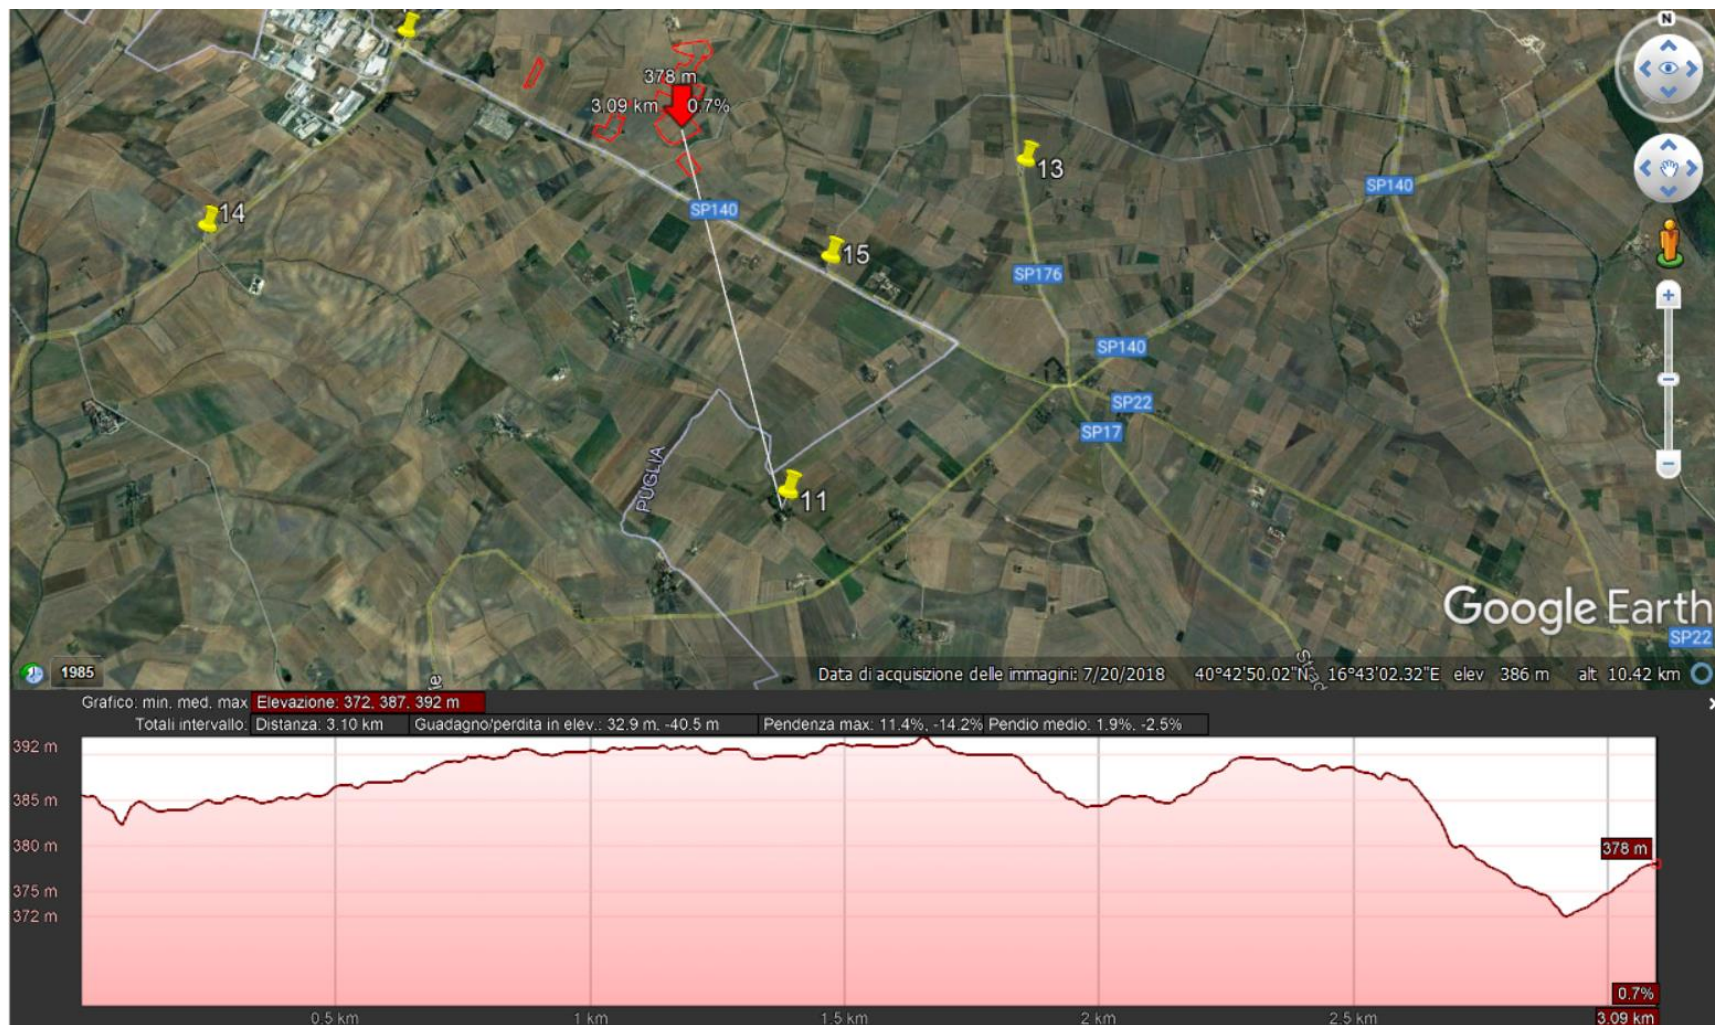 N
378 m
3.09 km
0.7%
13
SP140
14
SP140
15
SP176
SP140
SP22
SP17
PUGLIA
11
Google Earth
SP22
1985
Data di acquisizione delle immagini: 7/20/2018 40°42'50.02"N 16°43'02.32"E elev 386 m alt 10.42 km
Grafico: min, med, max Elevazione: 372, 387, 392 m
Totali intervallo: Distanza: 3.10 km Guadagno/perdita in elev.: 32.9 m, -40.5 m Pendenza max: 11.4%, -14.2% Pendio medio: 1.9%, -2.5%
392 m
385 m
380 m
378 m
375 m
372 m
0.7%
0.5 km 1 km 1.5 km 2 km 2.5 km 3.09 km